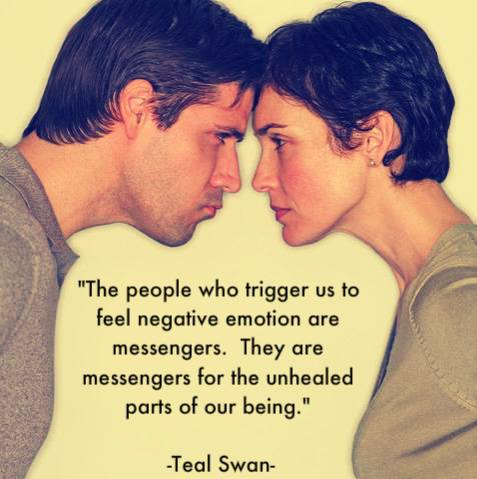 "The people who trigger us to
feel negative emotion are
messengers.  They are
messengers for the unhealed
parts of our being."
-Teal Swan-